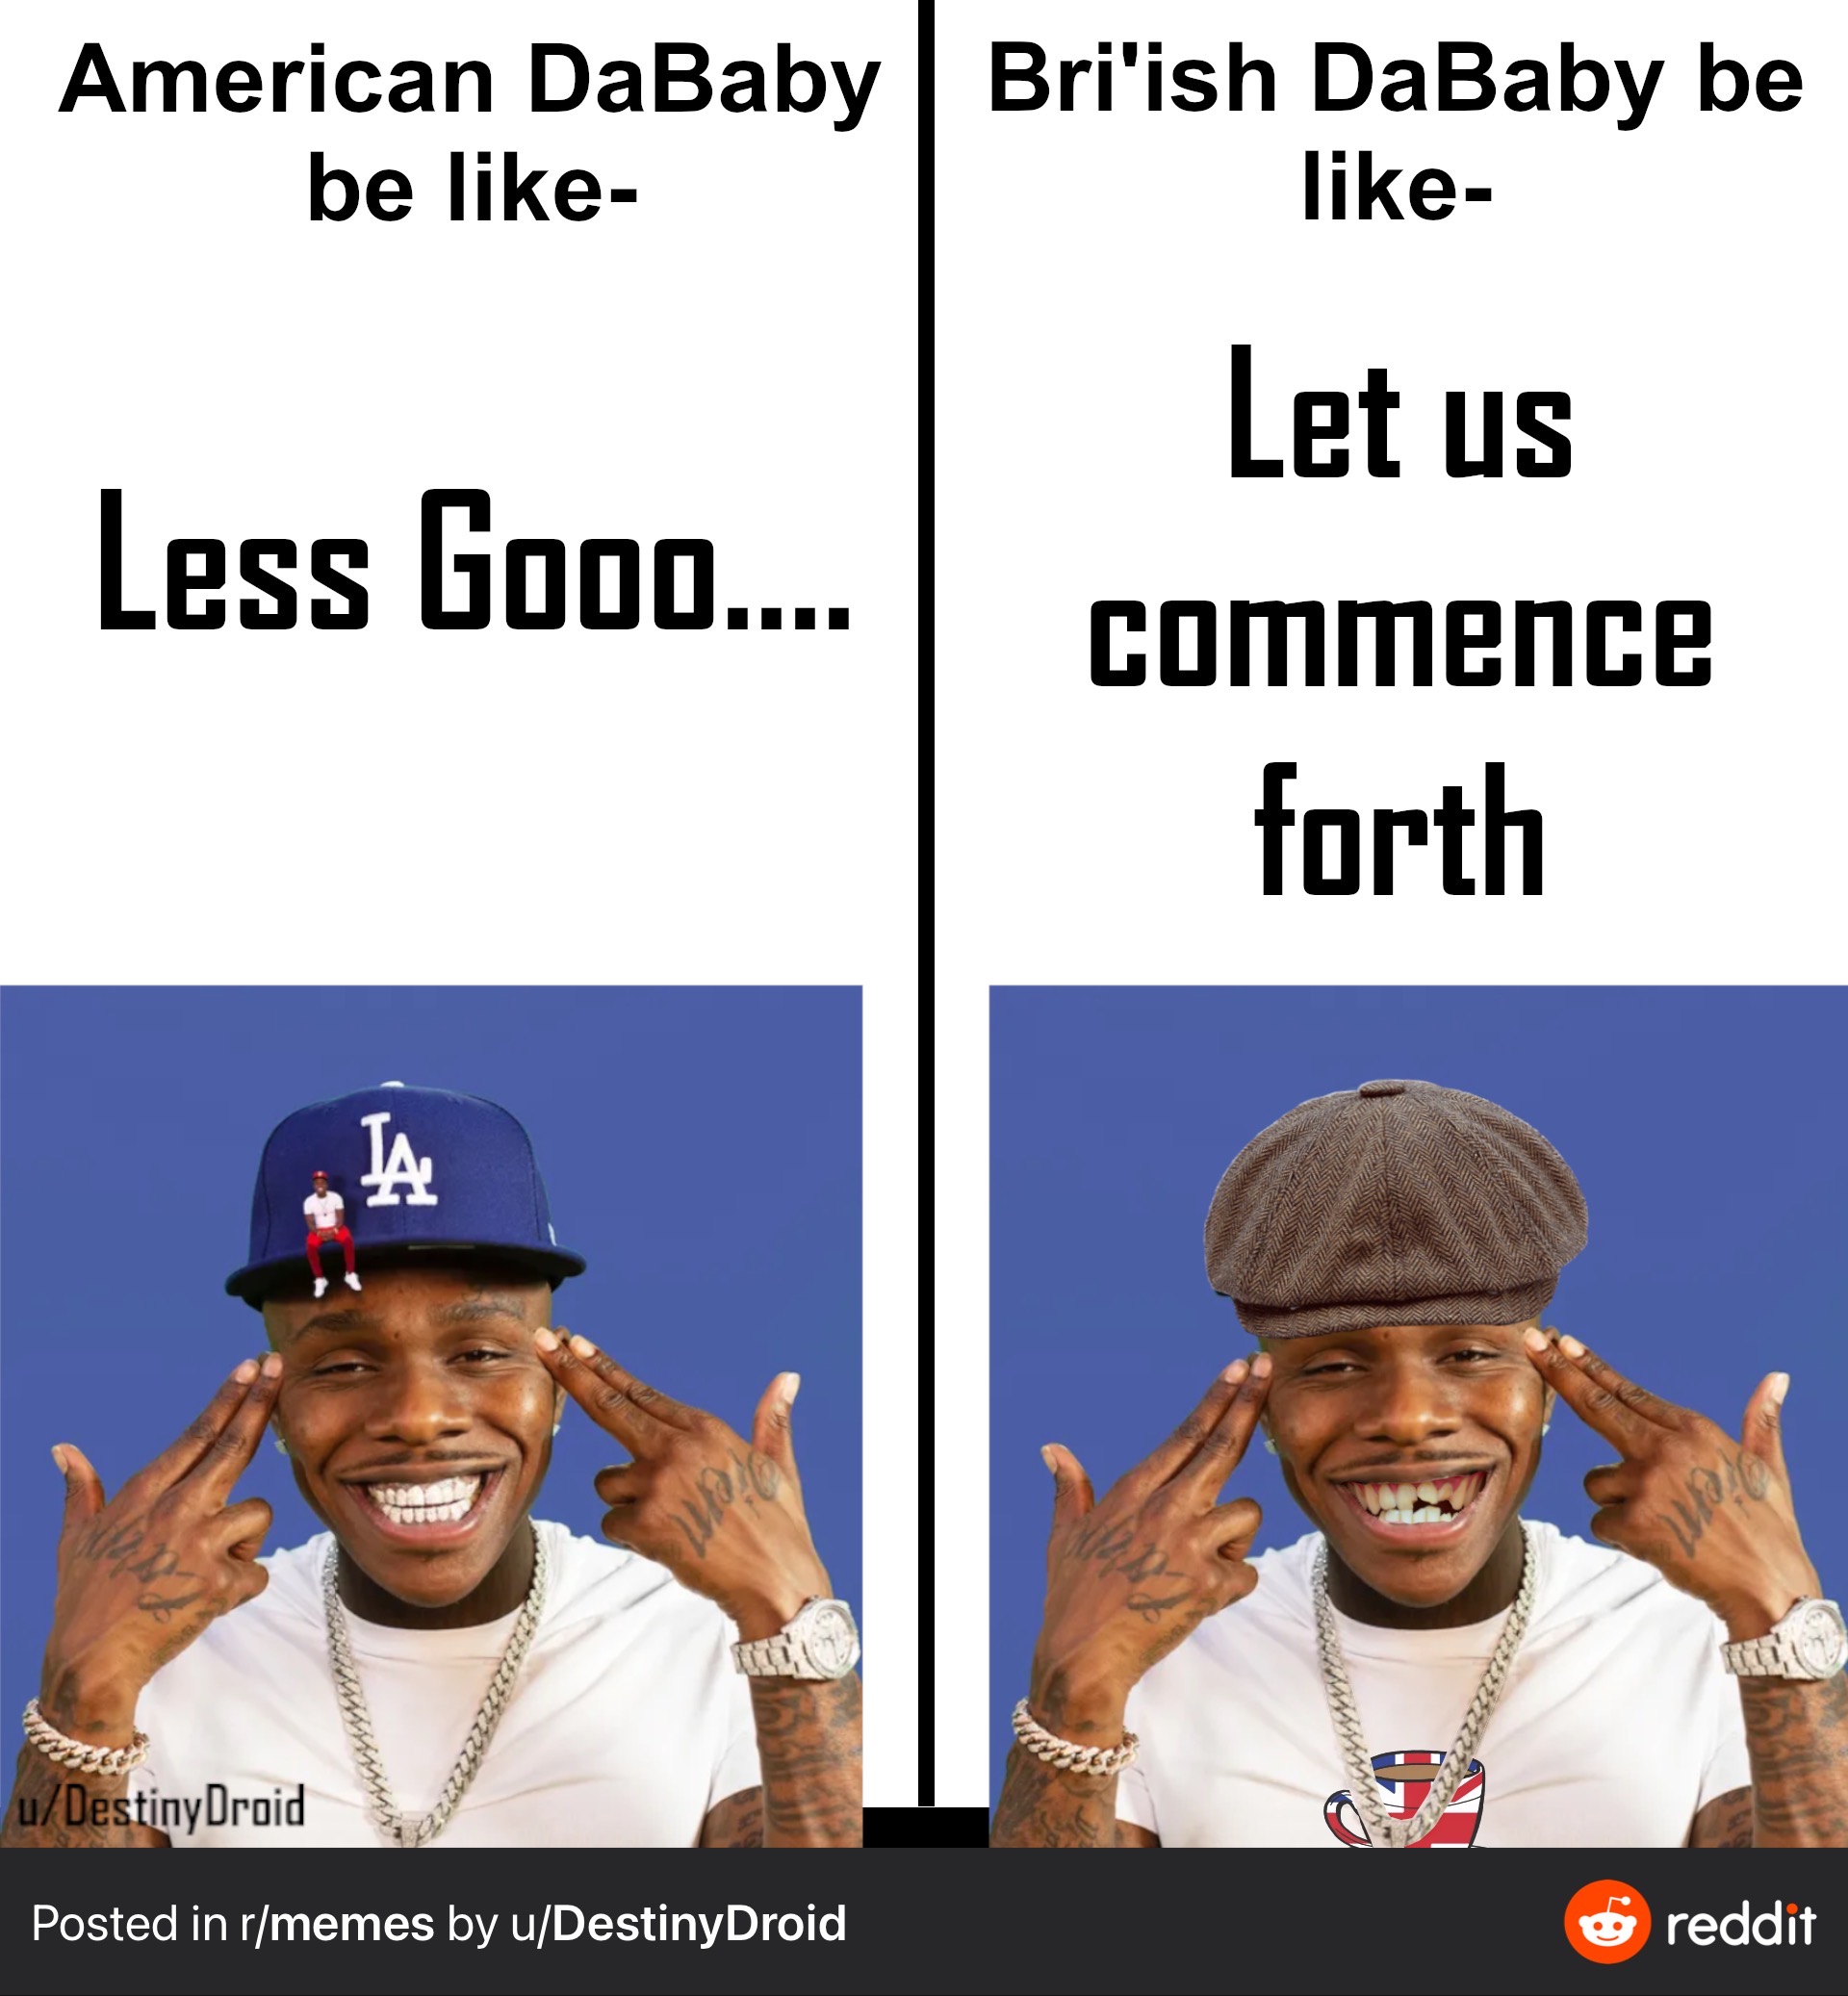 American DaBaby
be like-
Less Gooo....
Bri'ish DaBaby be
like-
Let us
commence
forth
LA
u/DestinyDroid
Posted in r/memes by u/DestinyDroid
reddit